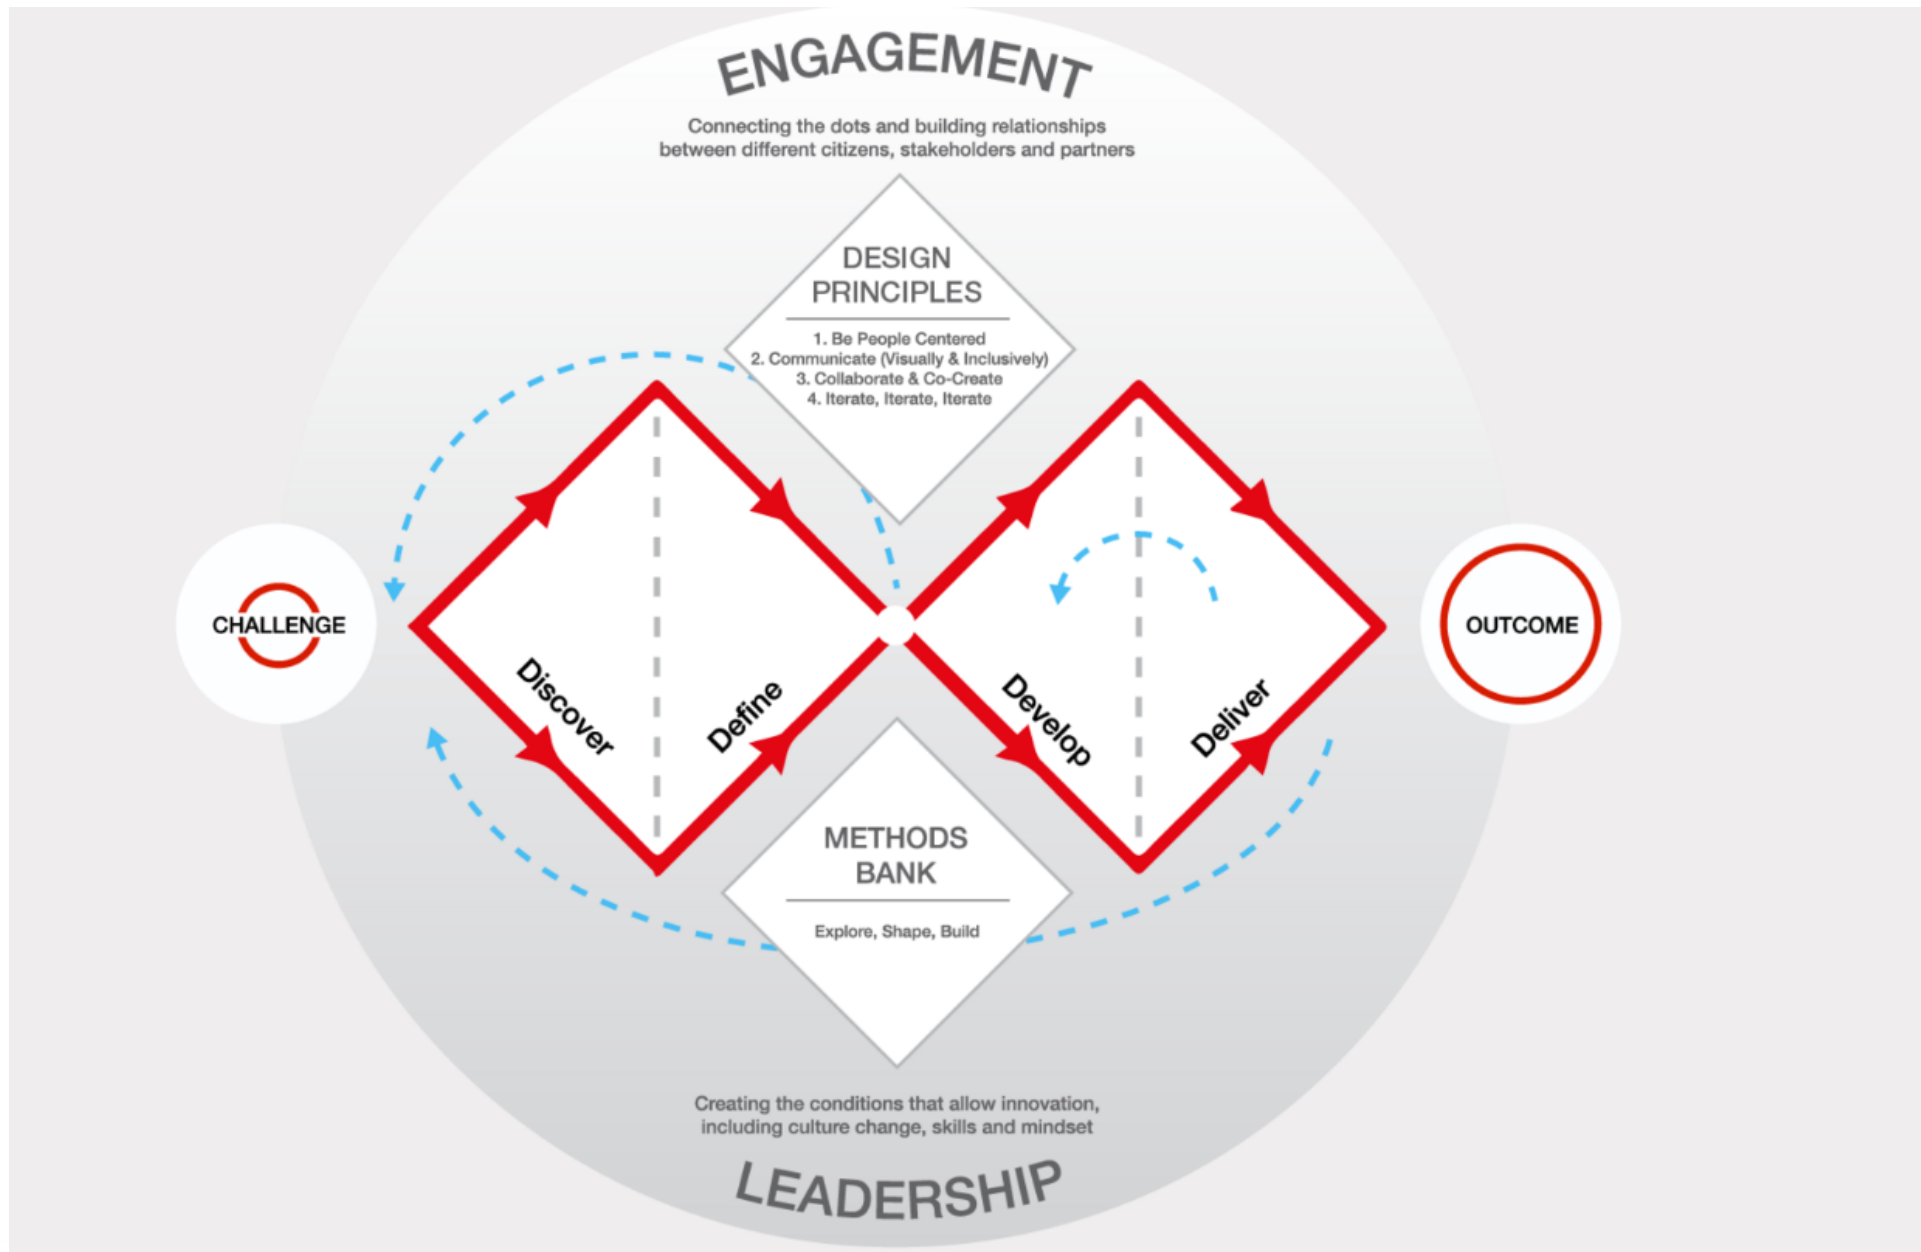 ENGAGEMENT
Connecting the dots and building relationships
between different citizens, stakeholders and partners
DESIGN
PRINCIPLES
1. Be People Centered
2. Communicate (Visually & Inclusively)
3. Collaborate & Co-Create
4. Iterate, Iterate, Iterate
CHALLENGE
Discover
Define
Develop
Deliver
OUTCOME
METHODS
BANK
Explore, Shape, Build
Creating the conditions that allow innovation,
including culture change, skills and mindset
LEADERSHIP